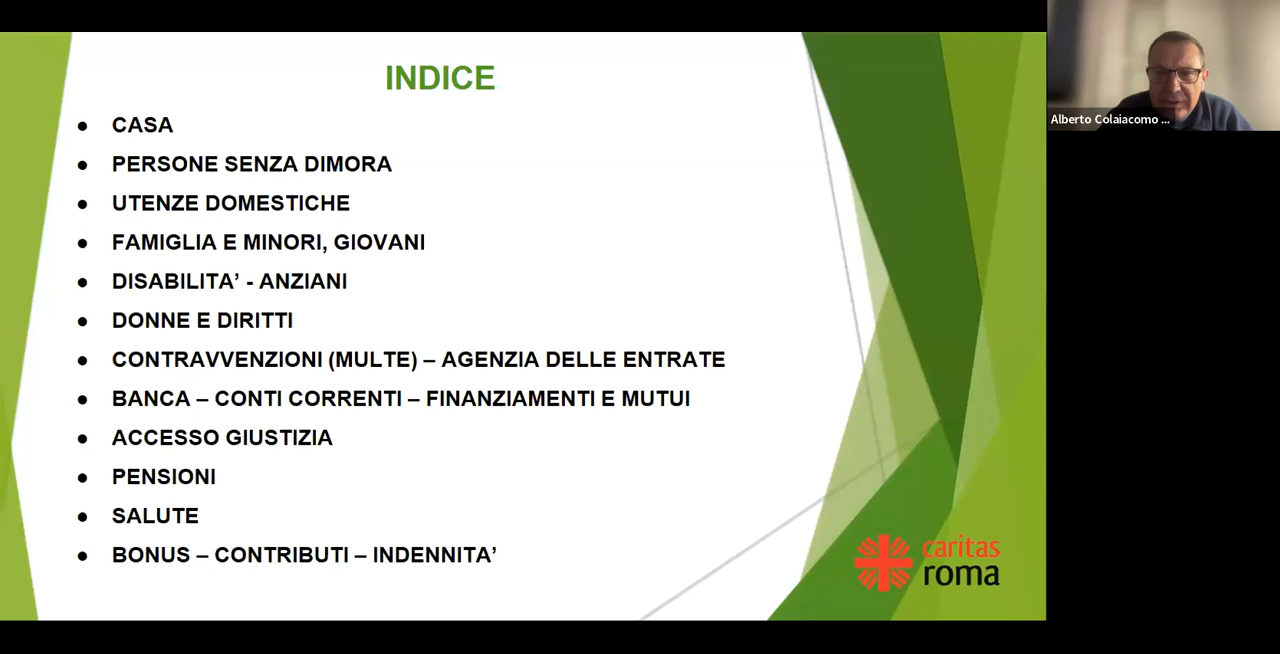 INDICE
● CASA
● PERSONE SENZA DIMORA
● UTENZE DOMESTICHE
● FAMIGLIA E MINORI, GIOVANI
● DISABILITA’ - ANZIANI
● DONNE E DIRITTI
● CONTRAVVENZIONI (MULTE) – AGENZIA DELLE ENTRATE
● BANCA – CONTI CORRENTI – FINANZIAMENTI E MUTUI
● ACCESSO GIUSTIZIA
● PENSIONI
● SALUTE
● BONUS – CONTRIBUTI – INDENNITA’
caritas
roma
Alberto Colaiacomo ...